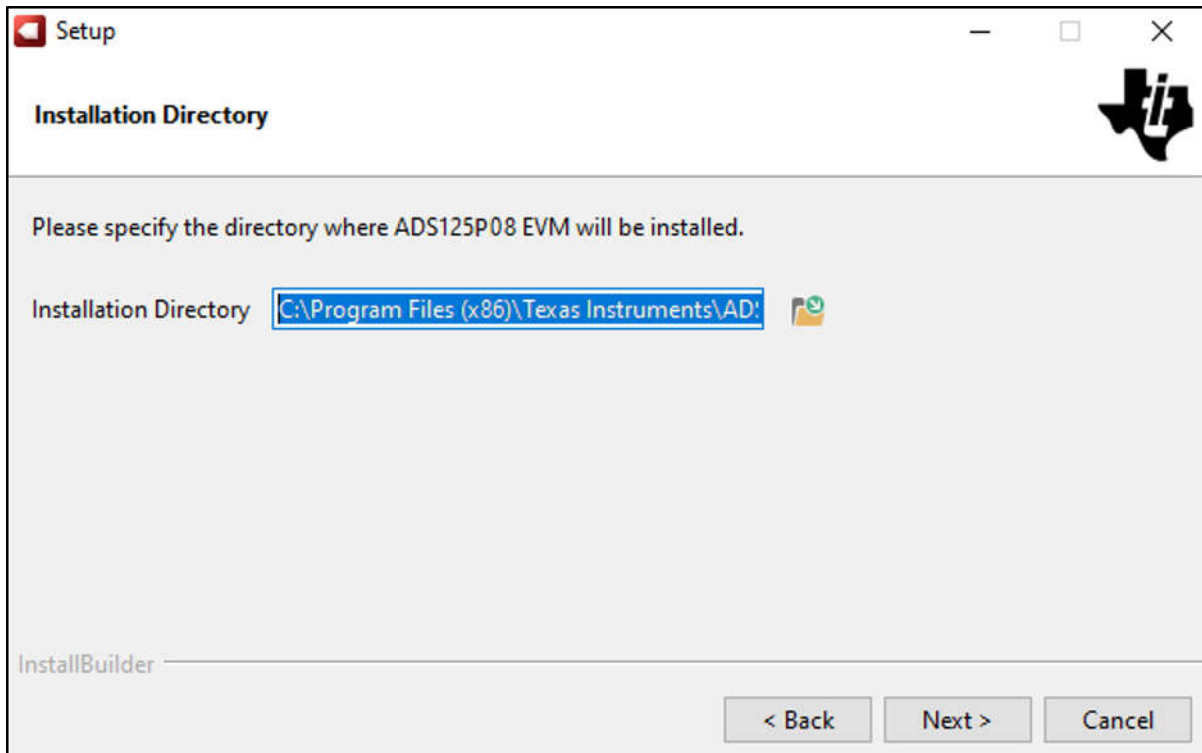 Setup
Installation Directory
Please specify the directory where ADS125P08 EVM will be installed.
Installation Directory C:\Program Files (x86)\Texas Instruments\AD
InstallBuilder
< Back Next > Cancel